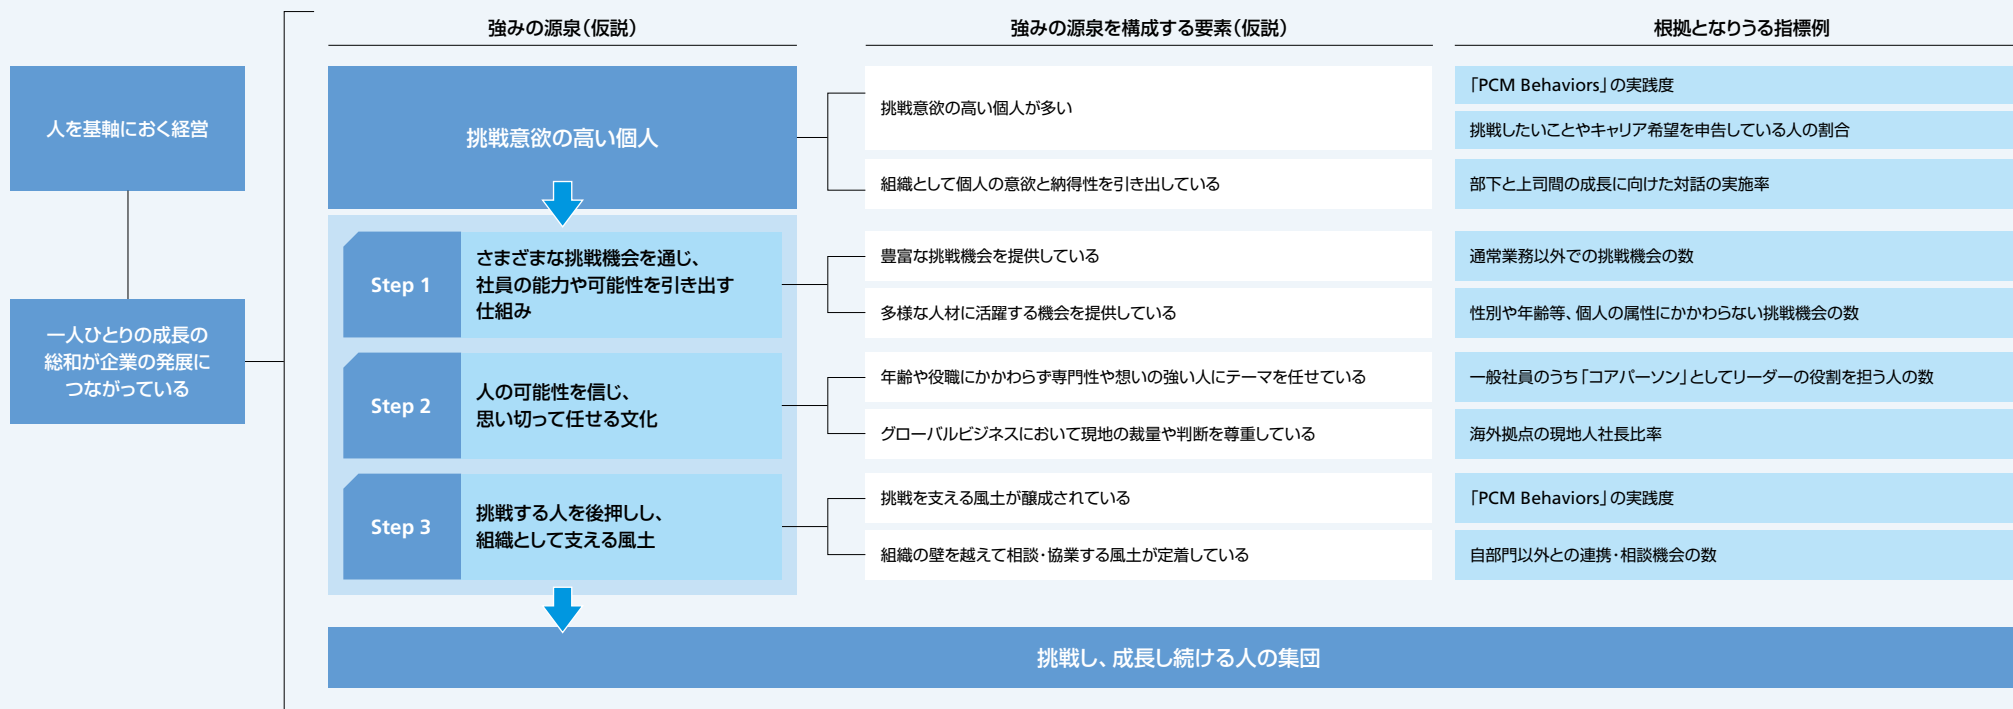 強みの源泉（仮説）
強みの源泉を構成する要素（仮説）
根拠となりうる指標例
人を基軸におく経営
一人ひとりの成長の
総和が企業の発展に
つながっている
挑戦意欲の高い個人
挑戦意欲の高い個人が多い
「PCM Behaviors」の実践度
挑戦したいことやキャリア希望を申告している人の割合
組織として個人の意欲と納得性を引き出している
部下と上司間の成長に向けた対話の実施率
Step 1
さまざまな挑戦機会を通じ、
社員の能力や可能性を引き出す
仕組み
豊富な挑戦機会を提供している
通常業務以外での挑戦機会の数
多様な人材に活躍する機会を提供している
性別や年齢等、個人の属性にかかわらない挑戦機会の数
Step 2
人の可能性を信じ、
思い切って任せる文化
年齢や役職にかかわらず専門性や想いの強い人にテーマを任せている
一般社員のうち「コアパーソン」としてリーダーの役割を担う人の数
グローバルビジネスにおいて現地の裁量や判断を尊重している
海外拠点の現地人社長比率
Step 3
挑戦する人を後押しし、
組織として支える風土
挑戦を支える風土が醸成されている
「PCM Behaviors」の実践度
組織の壁を越えて相談・協業する風土が定着している
自部門以外との連携・相談機会の数
挑戦し、成長し続ける人の集団